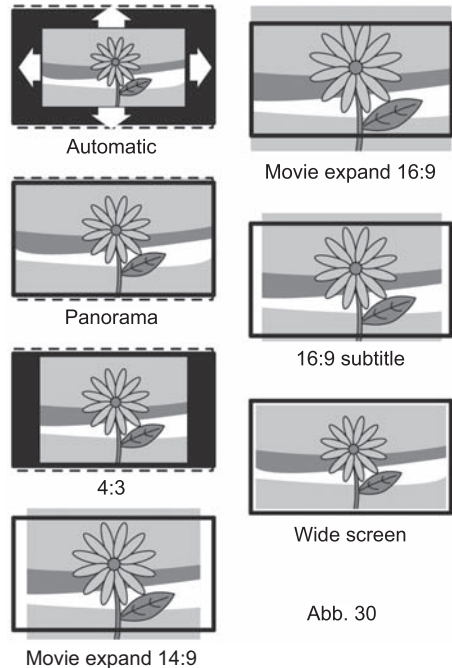 Automatic
Movie expand 16:9
Panorama
16:9 subtitle
4:3
Wide screen
Movie expand 14:9
Abb. 30